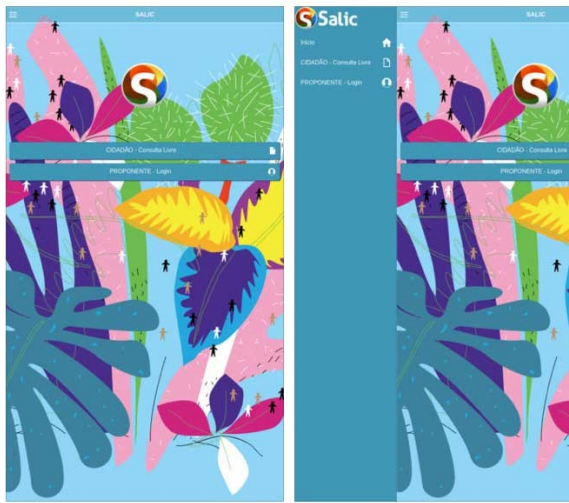 SALIC
CIDADÃO - Consulta Livre
PROPONENTE - Login
Salic
Início
CIDADÃO - Consulta Livre
PROPONENTE - Login
SALIC
CIDADÃO - Consulta Livre
PROPONENTE - Login